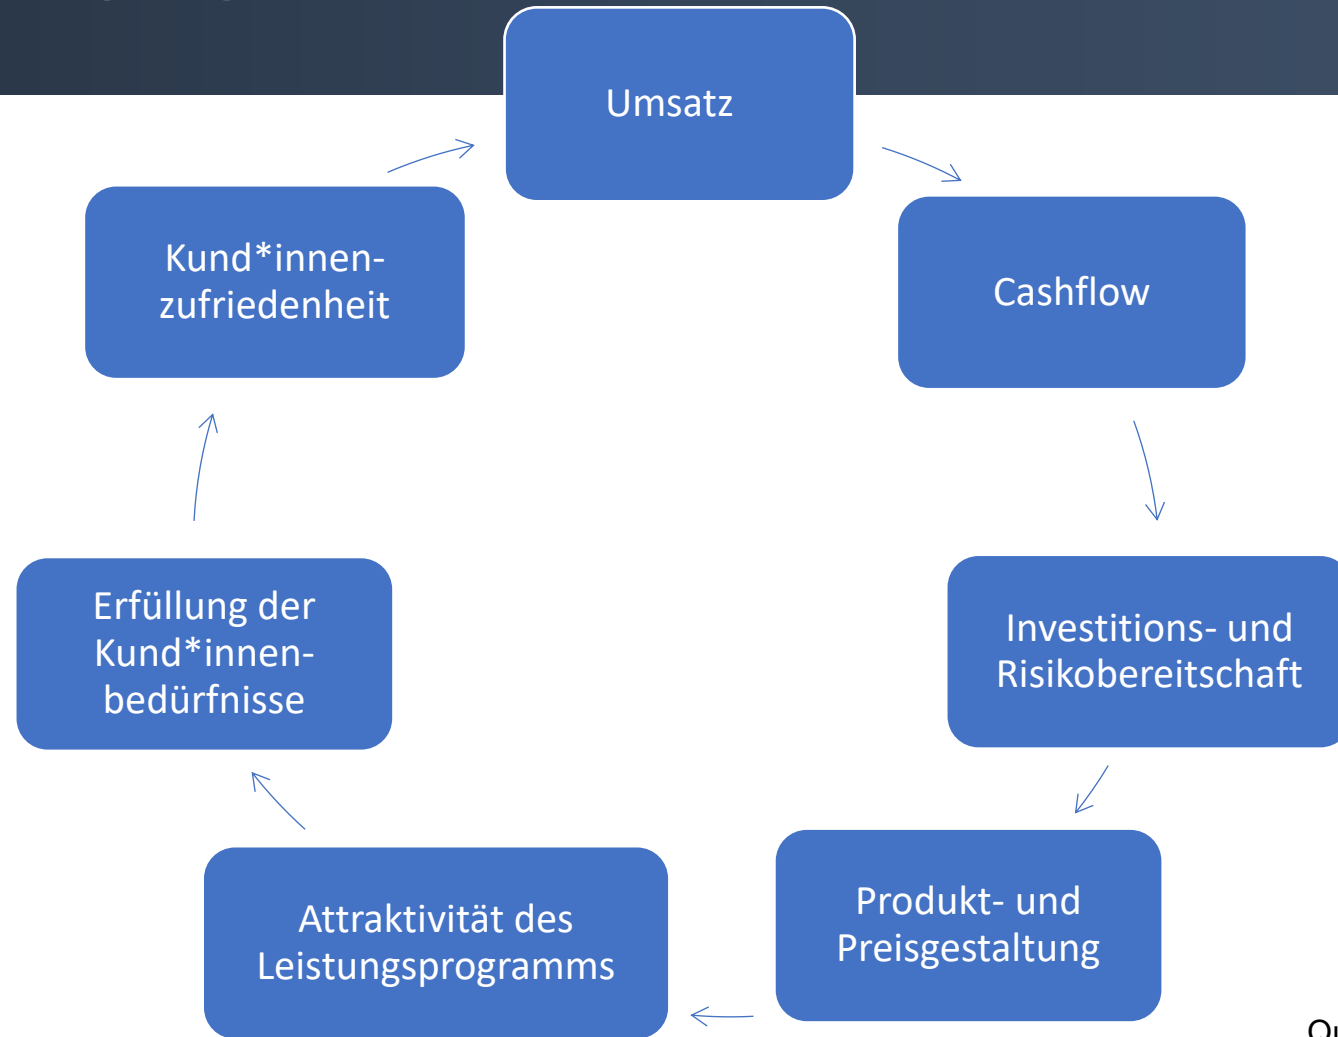 Umsatz
Cashflow
Investitions- und
Risikobereitschaft
Produkt- und
Preisgestaltung
Attraktivität des
Leistungsprogramms
Erfüllung der
Kund*innen-
bedürfnisse
Kund*innen-
zufriedenheit